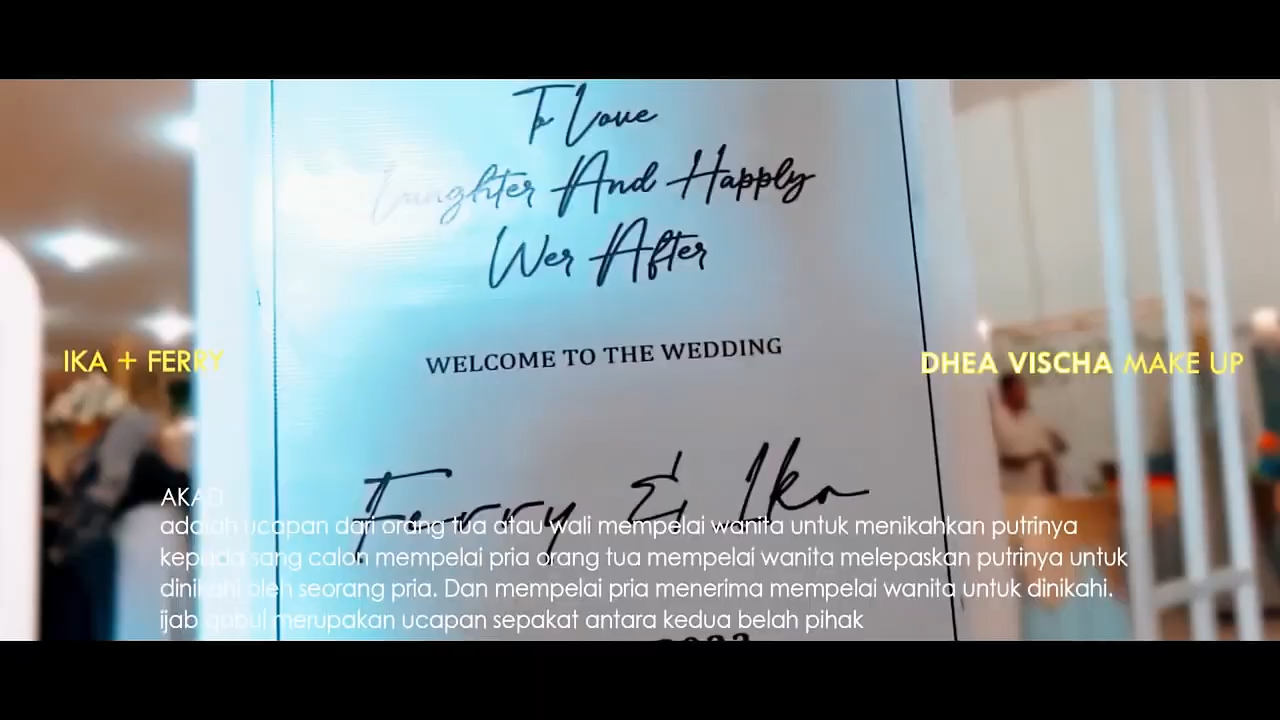 To Love
Laughter And Happly
Wer After
WELCOME TO THE WEDDING
IKA + FERRY
DHEA VISCHA MAKE UP
Ferry & Ika
AKAD
adalah ucapan dari orang tua atau wali mempelai wanita untuk menikahkan putrinya
kepada sang calon mempelai pria orang tua mempelai wanita melepaskan putrinya untuk
dinikahi oleh seorang pria. Dan mempelai pria menerima mempelai wanita untuk dinikahi.
ijab qabul merupakan ucapan sepakat antara kedua belah pihak